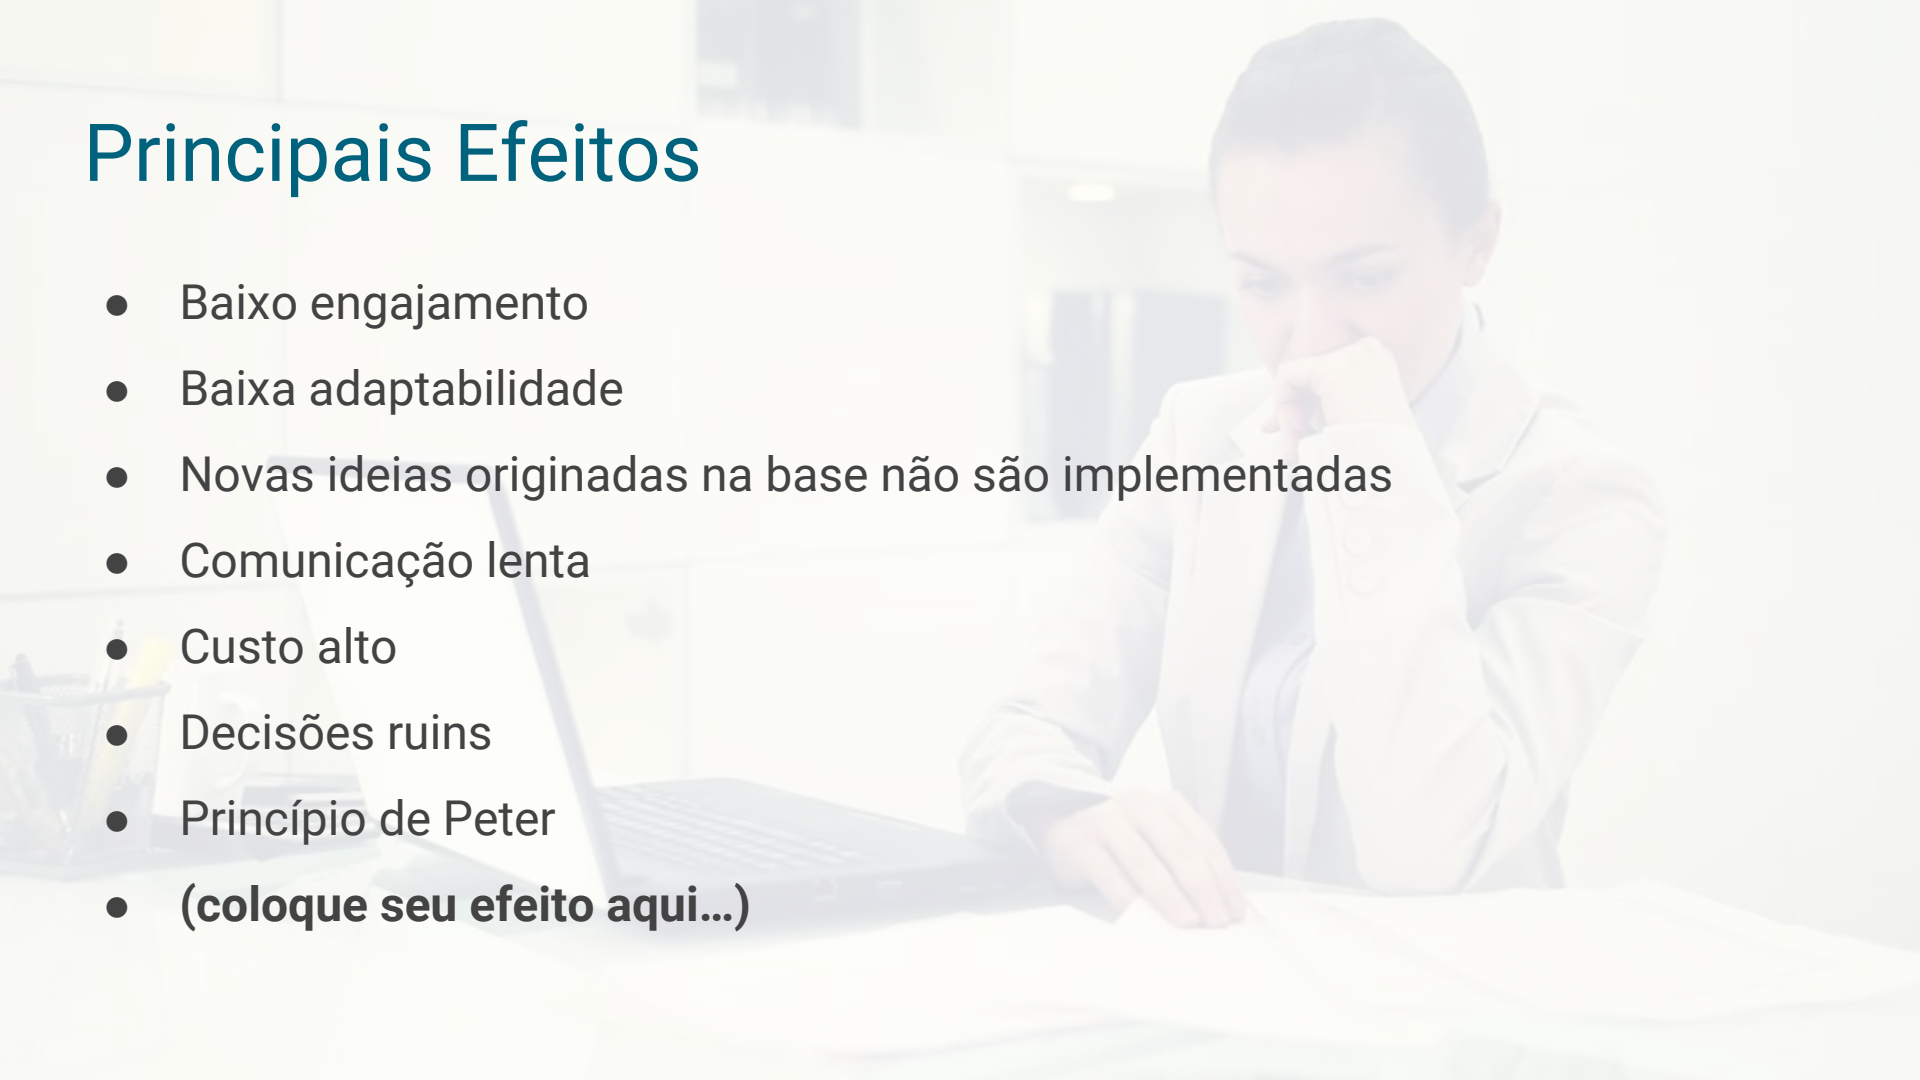 Principais Efeitos
● Baixo engajamento
● Baixa adaptabilidade
● Novas ideias originadas na base não são implementadas
● Comunicação lenta
● Custo alto
● Decisões ruins
● Princípio de Peter
● (coloque seu efeito aqui…)